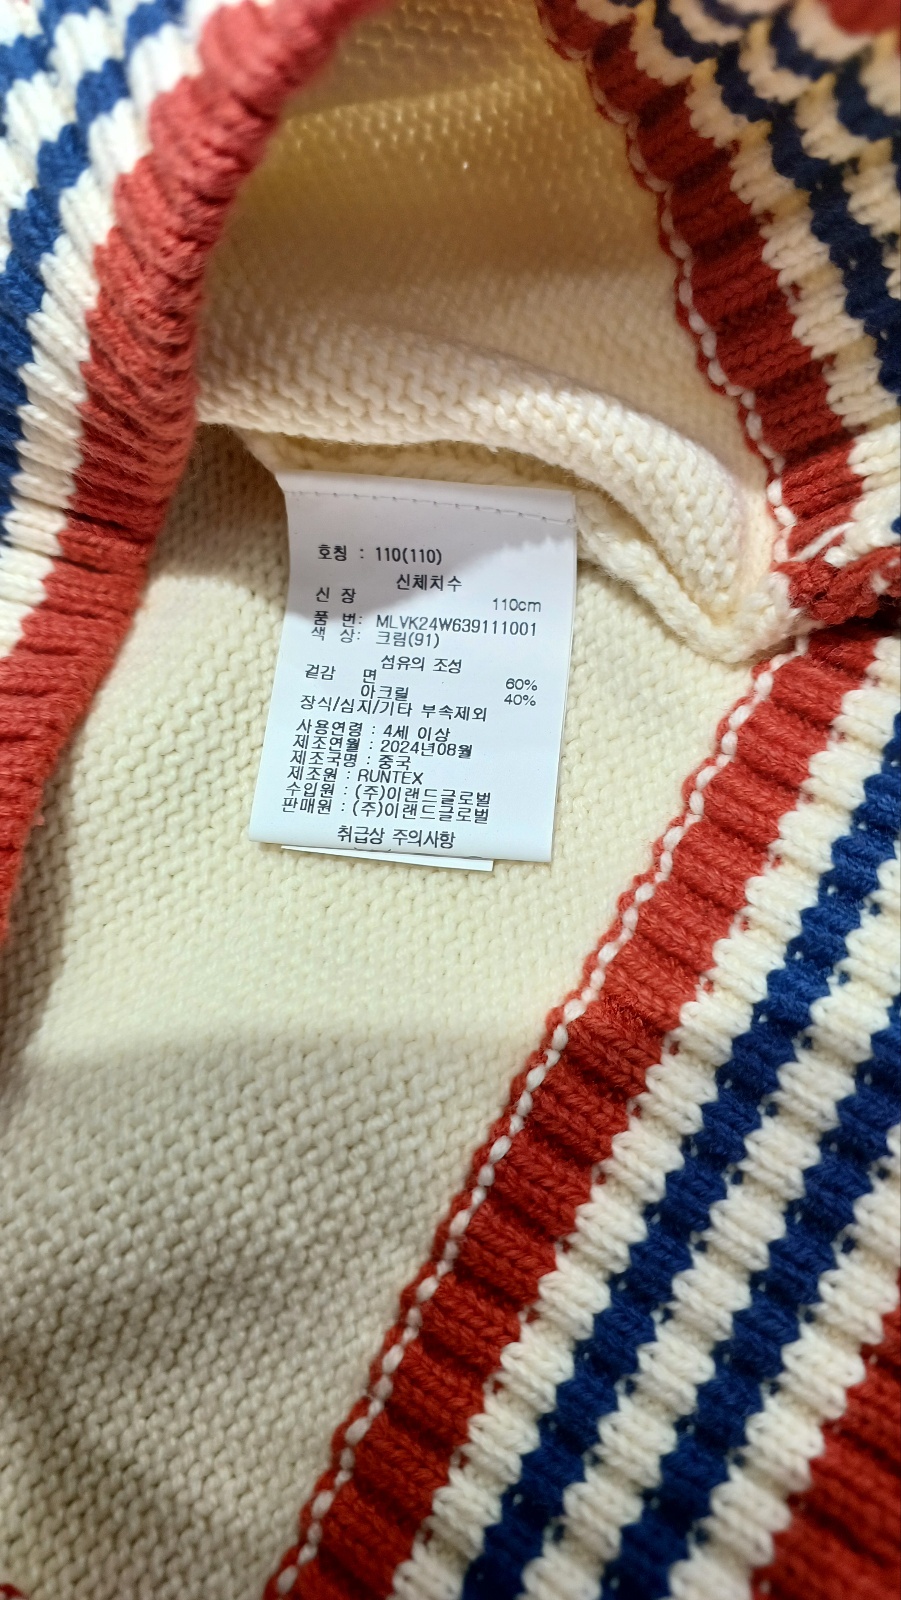 호칭 : 110(110)
신체치수
신 장 110cm
품 번: MLVK24W639111001
색 상: 크림(91)
섬유의 조성
겉감 면 60%
아크릴 40%
장식/심지/기타 부속제외
사용연령 : 4세 이상
제조연월 : 2024년08월
제조국명 : 중국
제조원 : RUNTEX
수입원 : (주)이랜드글로벌
판매원 : (주)이랜드글로벌
취급상 주의사항